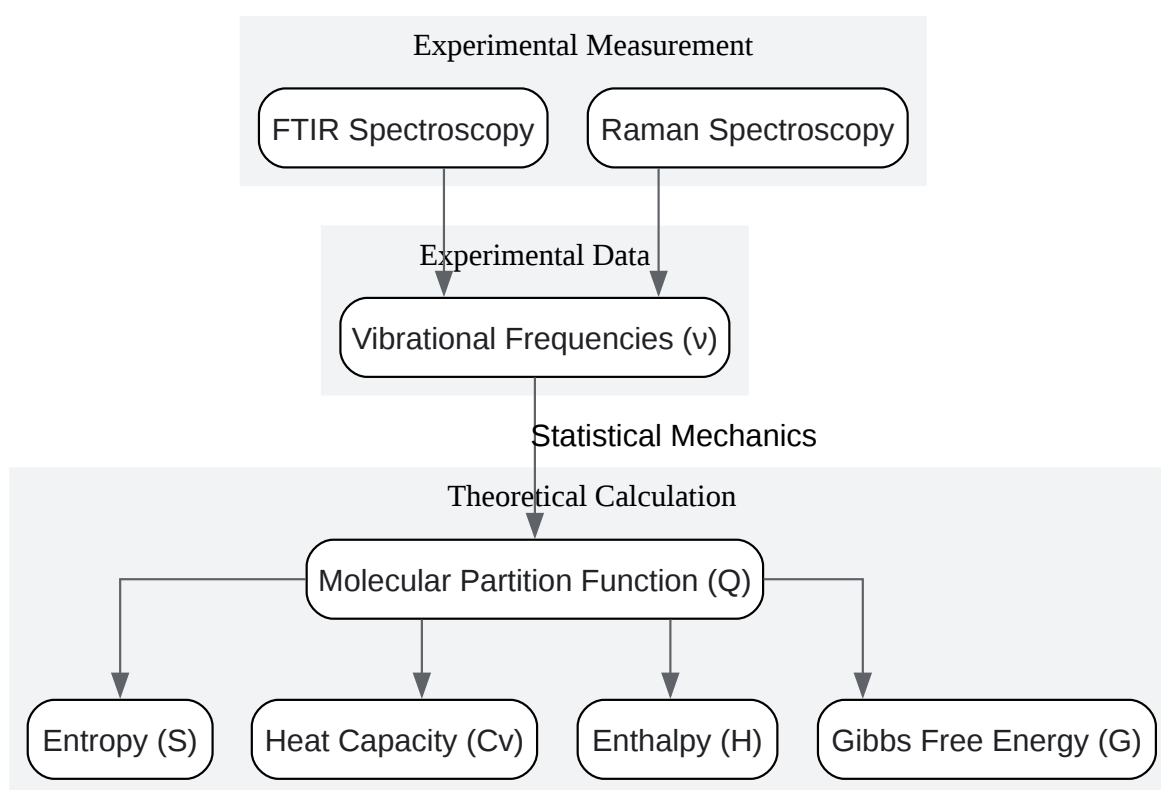 Experimental Measurement
FTIR Spectroscopy
Raman Spectroscopy
Experimental Data
Vibrational Frequencies (ν)
Statistical Mechanics
Theoretical Calculation
Molecular Partition Function (Q)
Entropy (S)
Heat Capacity (Cv)
Enthalpy (H)
Gibbs Free Energy (G)